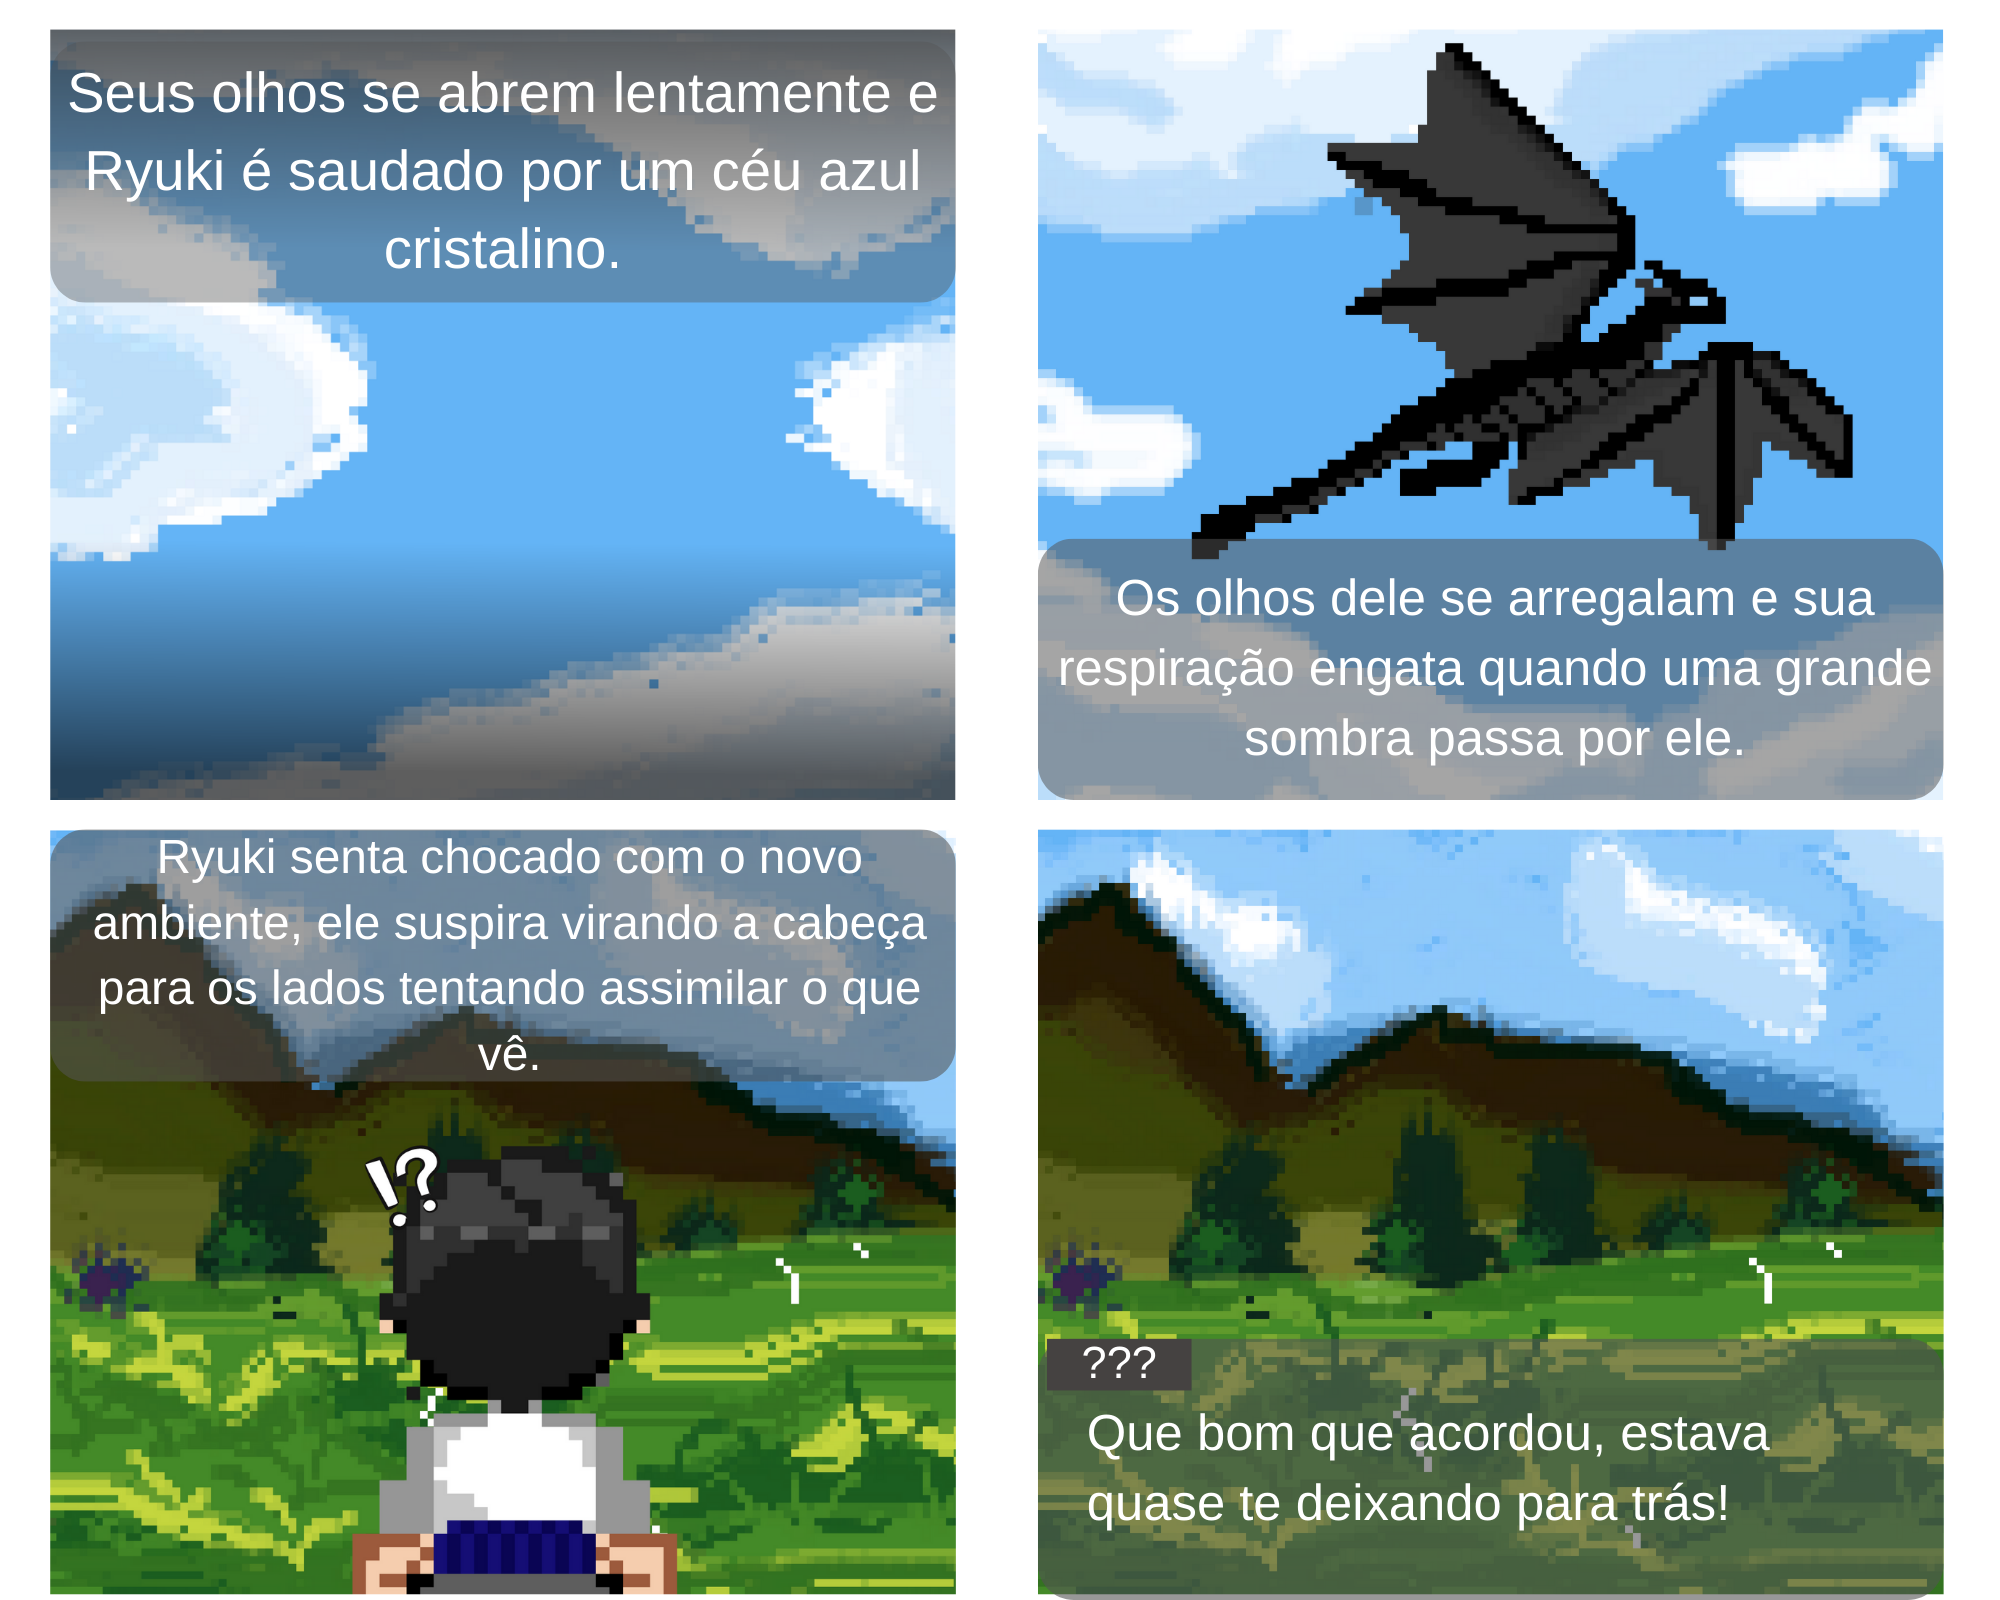 Seus olhos se abrem lentamente e
Ryuki é saudado por um céu azul
cristalino.
Os olhos dele se arregalam e sua
respiração engata quando uma grande
sombra passa por ele.
Ryuki senta chocado com o novo
ambiente, ele suspira virando a cabeça
para os lados tentando assimilar o que
vê.
!?
???
Que bom que acordou, estava
quase te deixando para trás!